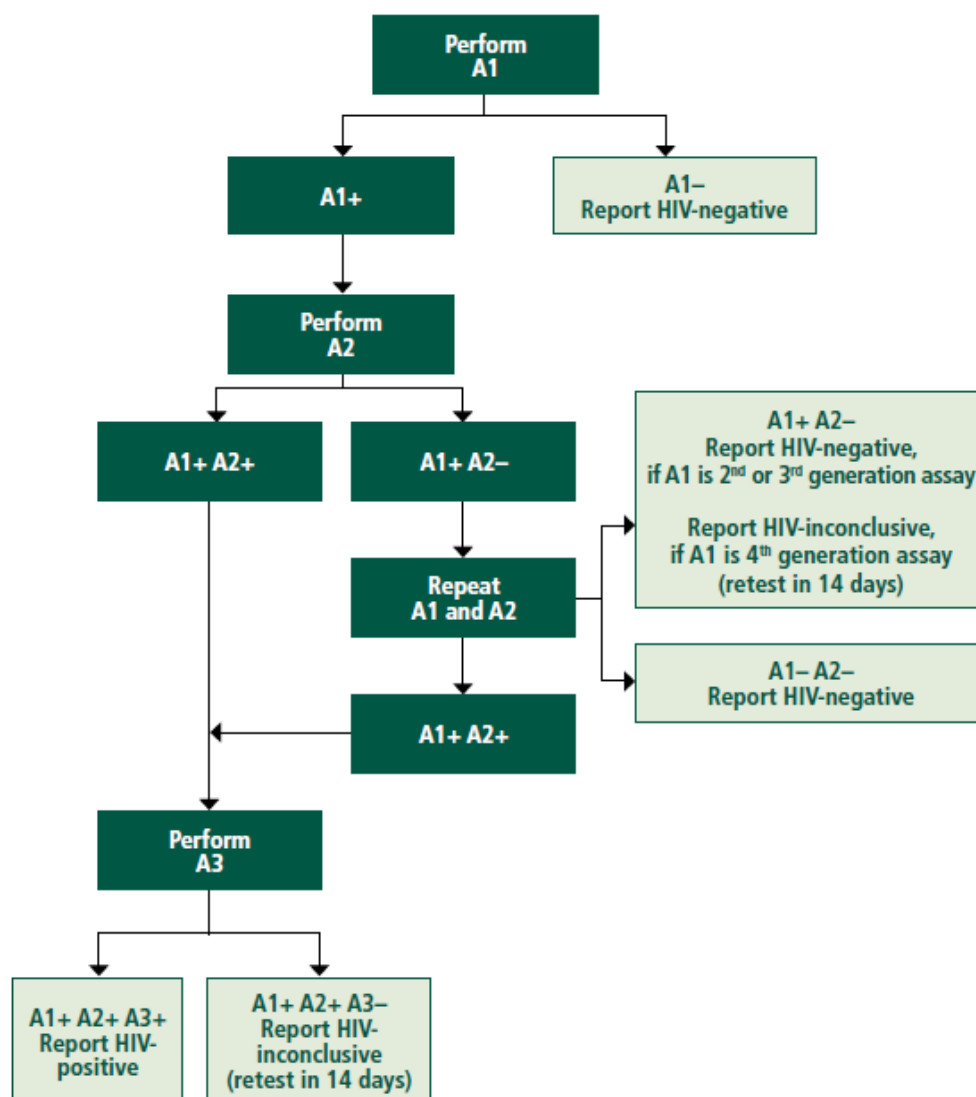 Perform
A1
A1+
A1–
Report HIV-negative
Perform
A2
A1+ A2+
A1+ A2–
A1+ A2–
Report HIV-negative,
if A1 is 2nd or 3rd generation assay
Report HIV-inconclusive,
if A1 is 4th generation assay
(retest in 14 days)
Repeat
A1 and A2
A1– A2–
Report HIV-negative
A1+ A2+
Perform
A3
A1+ A2+ A3+
Report HIV-
positive
A1+ A2+ A3–
Report HIV-
inconclusive
(retest in 14 days)